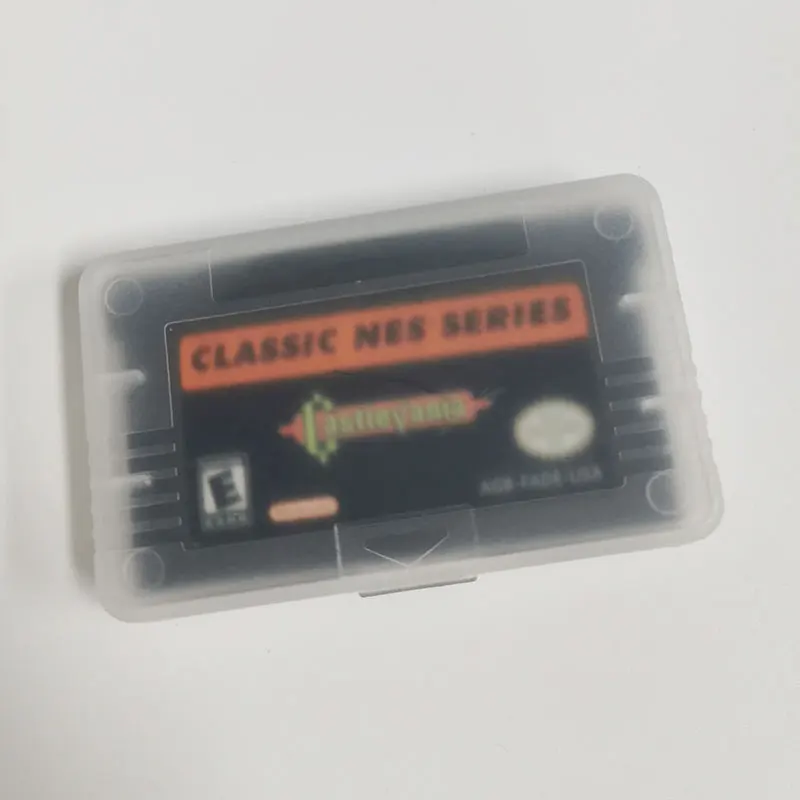 CLASSIC NES SERIES
Castlevania
E
AGB-FADE-USA